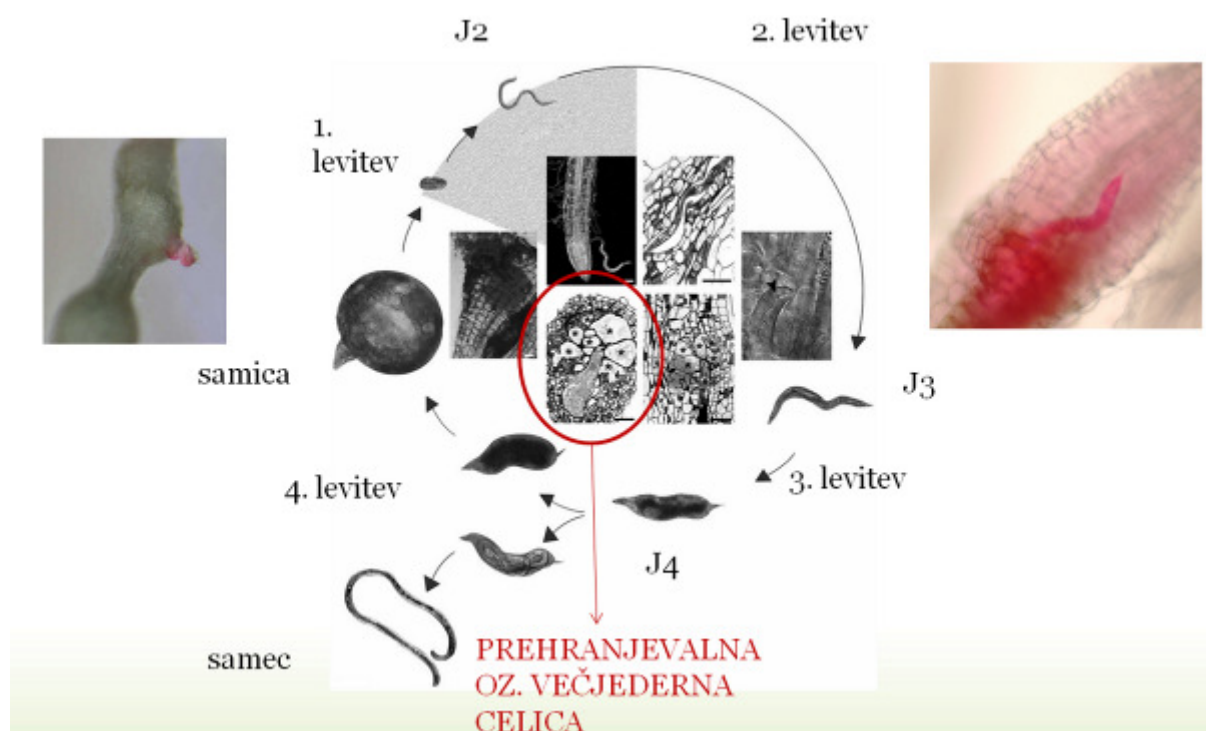 J2
2. levitev
1.
levitev
samica
J3
4. levitev
3. levitev
J4
samec
PREHRANJEVALNA
OZ. VEČJEDERNA
CELICA